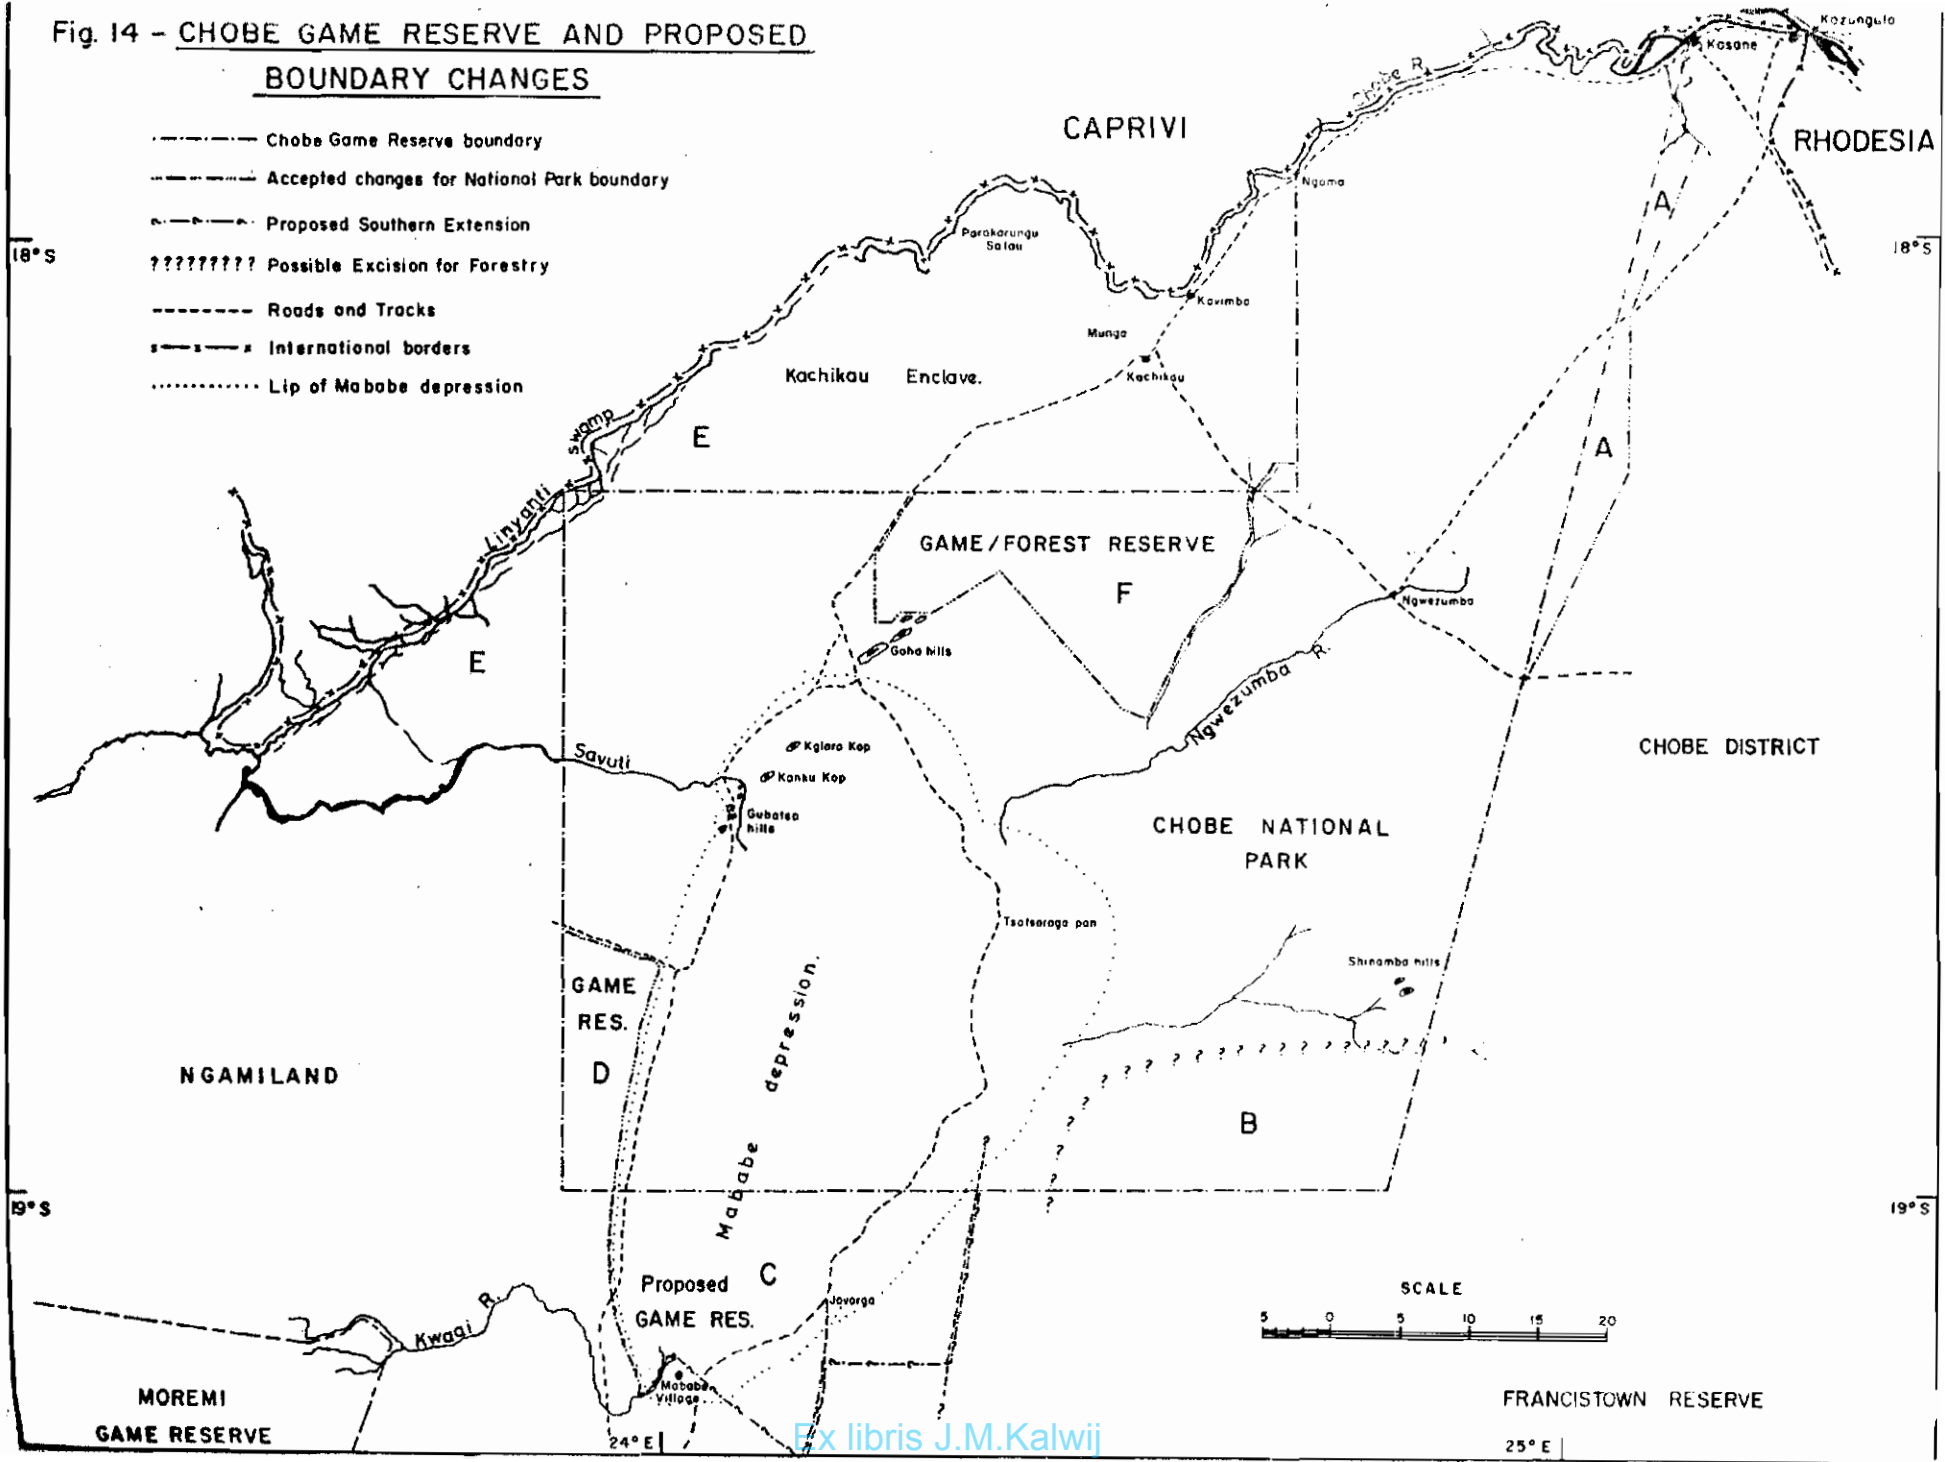 Fig. 14 - CHOBE GAME RESERVE AND PROPOSED
BOUNDARY CHANGES
Chobe Game Reserve boundary
Accepted changes for National Park boundary
Proposed Southern Extension
????????? Possible Excision for Forestry
Roads and Tracks
International borders
Lip of Mababe depression
Kazungula
Kasane
Chobe R.
CAPRIVI
RHODESIA
Ngoma
A
18°S
18°S
Parakarungu
Salau
Kavimba
Munga
Kachikau
Kachikau Enclave.
E
swamp
Linyanti
A
GAME/FOREST RESERVE
F
Ngwezumba
Goha hills
E
Ngwezumba R.
CHOBE DISTRICT
Savuti
Kglara Kop
Kanku Kop
Gubatsa
hills
CHOBE NATIONAL
PARK
Tsatsaraga pan
Shinamba hills
GAME
RES.
D
Mababe depression.
NGAMILAND
B
19°S
19°S
Proposed C
GAME RES.
Javarga
Kwagi R.
Mababe
Village
SCALE
5 0 5 10 15 20
MOREMI
GAME RESERVE
FRANCISTOWN RESERVE
24°E
25°E
Ex libris J.M.Kalwij